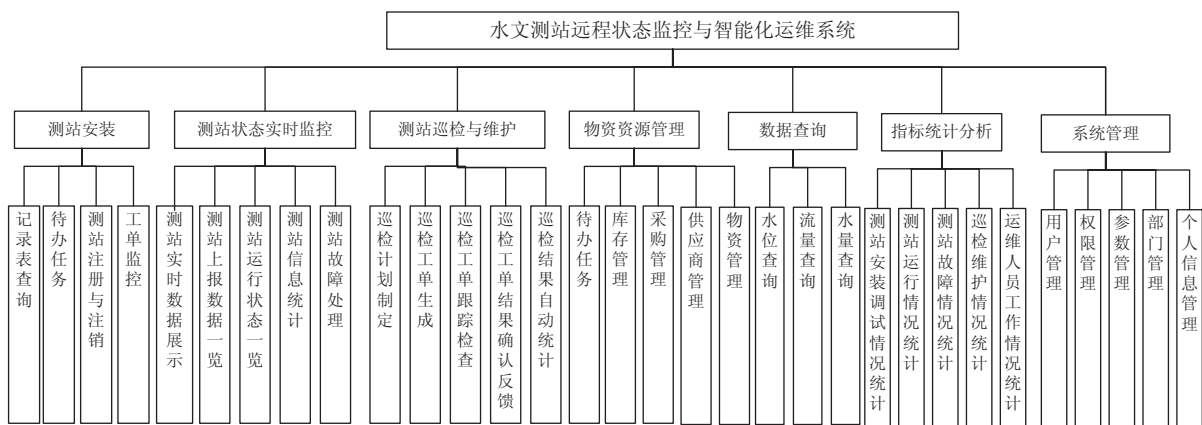 水文测站远程状态监控与智能化运维系统
测站安装
测站状态实时监控
测站巡检与维护
物资资源管理
数据查询
指标统计分析
系统管理
记录表查询
待办任务
测站注册与注销
工单监控
测站实时数据展示
测站上报数据一览
测站运行状态一览
测站信息统计
测站故障处理
巡检计划制定
巡检工单生成
巡检工单跟踪检查
巡检工单结果确认反馈
巡检结果自动统计
待办任务
库存管理
采购管理
供应商管理
物资管理
水位查询
流量查询
水量查询
测站安装调试情况统计
测站运行情况统计
测站故障情况统计
巡检维护情况统计
运维人员工作情况统计
用户管理
权限管理
参数管理
部门管理
个人信息管理